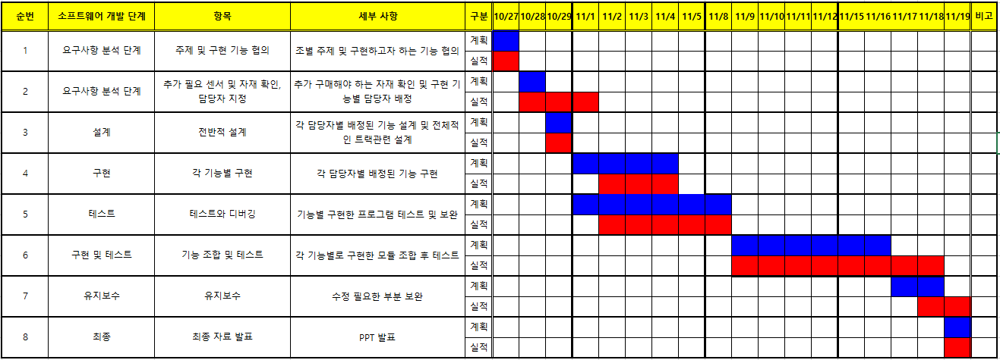 순번 소프트웨어 개발 단계 항목 세부 사항 구분 10/27 10/28 10/29 11/1 11/2 11/3 11/4 11/5 11/8 11/9 11/10 11/11 11/12 11/15 11/16 11/17 11/18 11/19 비고
1 요구사항 분석 단계 주제 및 구현 기능 협의 조별 주제 및 구현하고자 하는 기능 협의 계획
실적
2 요구사항 분석 단계 추가 필요 센서 및 자재 확인, 추가 구매해야 하는 자재 확인 및 구현 기 계획
담당자 지정 능별 담당자 배정 실적
3 설계 전반적 설계 각 담당자별 배정된 기능 설계 및 전체적 계획
인 트랙관련 설계 실적
4 구현 각 기능별 구현 각 담당자별 배정된 기능 구현 계획
실적
5 테스트 테스트와 디버깅 기능별 구현한 프로그램 테스트 및 보완 계획
실적
6 구현 및 테스트 기능 조합 및 테스트 각 기능별로 구현한 모듈 조합 후 테스트 계획
실적
7 유지보수 유지보수 수정 필요한 부분 보완 계획
실적
8 최종 최종 자료 발표 PPT 발표 계획
실적